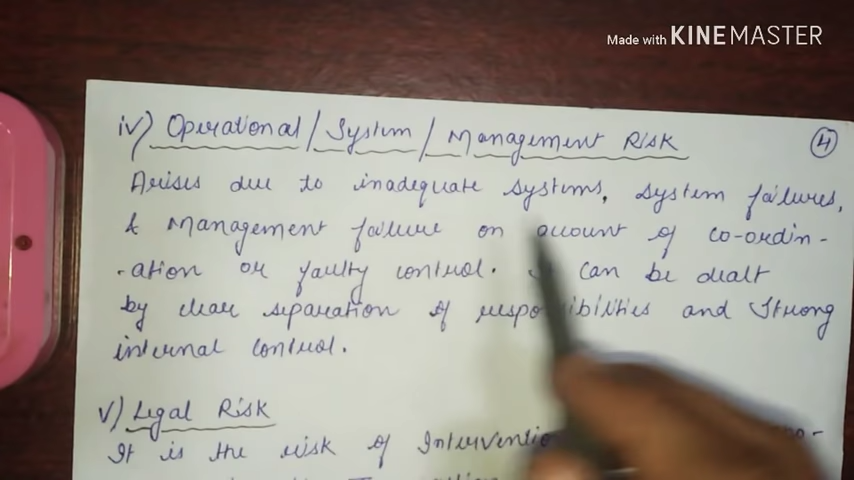 Made with KINEMASTER
iv) Operational/System/Management Risk
4
Arises due to inadequate systems, system failures,
& Management failure on account of co-ordin-
-ation or faulty control. It can be dealt
by clear separation of responsibilities and strong
internal control.
v) Legal Risk
It is the risk of